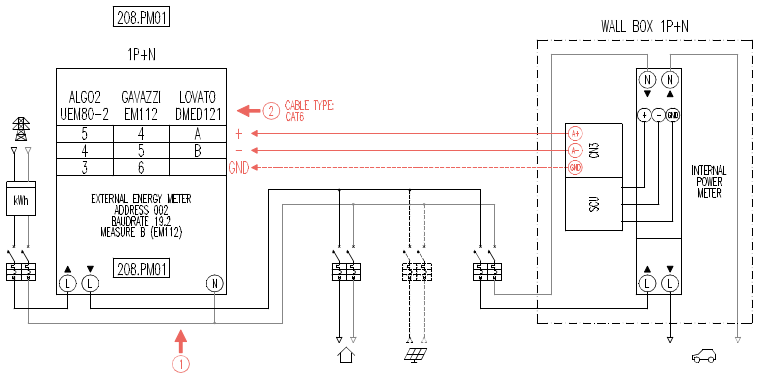 208.PM01
1P+N
WALL BOX 1P+N
ALGO2 UEM80-2
GAVAZZI EM112
LOVATO DMED121
5 4 A
4 5 B
3 6
+
−
GND
2
CABLE TYPE:
CAT6
A+
A-
GND
CN3
SCU
N N
+ − GND
INTERNAL
POWER
METER
kWh
EXTERNAL ENERGY METER
ADDRESS 002
BAUDRATE 19.2
MEASURE B (EM112)
208.PM01
L L N
L L
1